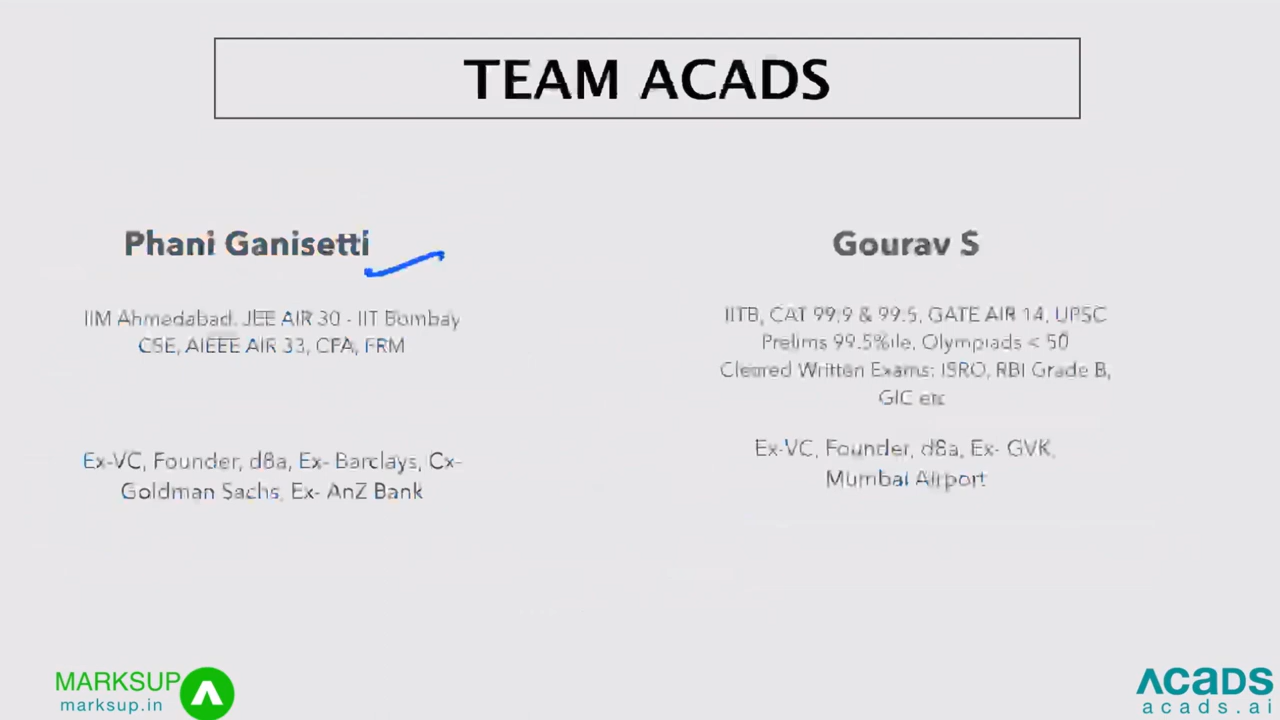 TEAM ACADS
Phani Ganisetti
IIM Ahmedabad. JEE AIR 30 - IIT Bombay
CSE, AIEEE AIR 33, CFA, FRM
Ex-VC, Founder, d8a, Ex- Barclays, Cx-
Goldman Sachs, Ex- AnZ Bank
Gourav S
IITB, CAT 99.9 & 99.5, GATE AIR 14, UPSC
Prelims 99.5%ile, Olympiads < 50
Cleared Written Exams: ISRO, RBI Grade B,
GIC etc
Ex-VC, Founder, d8a, Ex- GVK,
Mumbai Airport
MARKSUP
marksup.in
ACADS
acads.ai